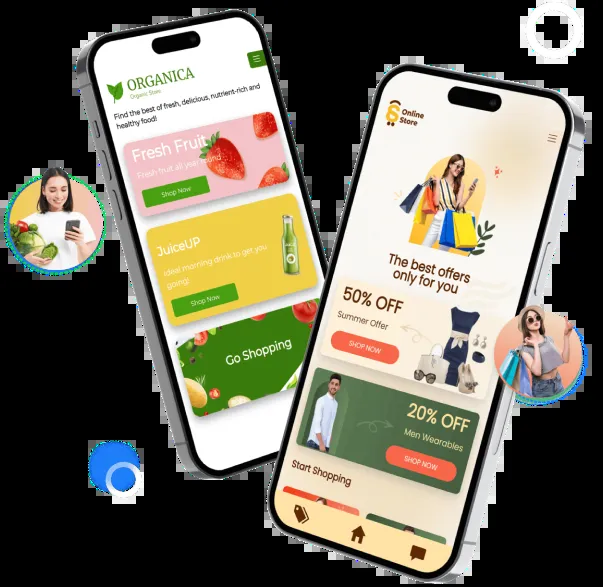 ORGANICA
Organic Store
Find the best of fresh, delicious, nutrient-rich and
healthy food!
Fresh Fruit
Fresh fruit all year round
Shop Now
JuiceUP
Ideal morning drink to get you
going!
Shop Now
Go Shopping
Online
Store
The best offers
only for you
50% OFF
Summer Offer
SHOP NOW
20% OFF
Men Wearables
SHOP NOW
Start Shopping